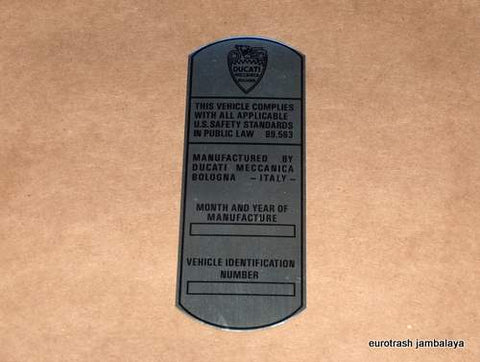 DUCATI
MECCANICA
BOLOGNA
THIS VEHICLE COMPLIES
WITH ALL APPLICABLE
U.S. SAFETY STANDARDS
IN PUBLIC LAW 89.563
MANUFACTURED BY
DUCATI MECCANICA
BOLOGNA – ITALY –
MONTH AND YEAR OF
MANUFACTURE
VEHICLE IDENTIFICATION
NUMBER
eurotrash jambalaya